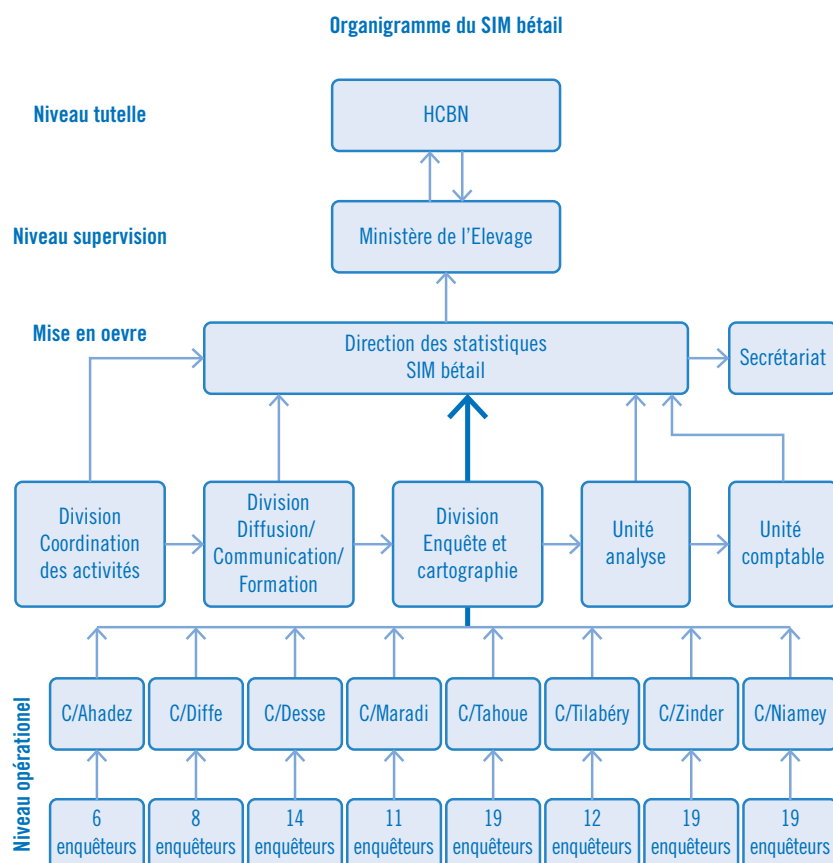 Organigramme du SIM bétail
Niveau tutelle
HCBN
Niveau supervision
Ministère de l'Elevage
Mise en oevre
Direction des statistiques
SIM bétail
Secrétariat
Division
Coordination
des activités
Division
Diffusion/
Communication/
Formation
Division
Enquête et
cartographie
Unité
analyse
Unité
comptable
Niveau opérationel
C/Ahadez
C/Diffe
C/Desse
C/Maradi
C/Tahoue
C/Tilabéry
C/Zinder
C/Niamey
6
enquêteurs
8
enquêteurs
14
enquêteurs
11
enquêteurs
19
enquêteurs
12
enquêteurs
19
enquêteurs
19
enquêteurs